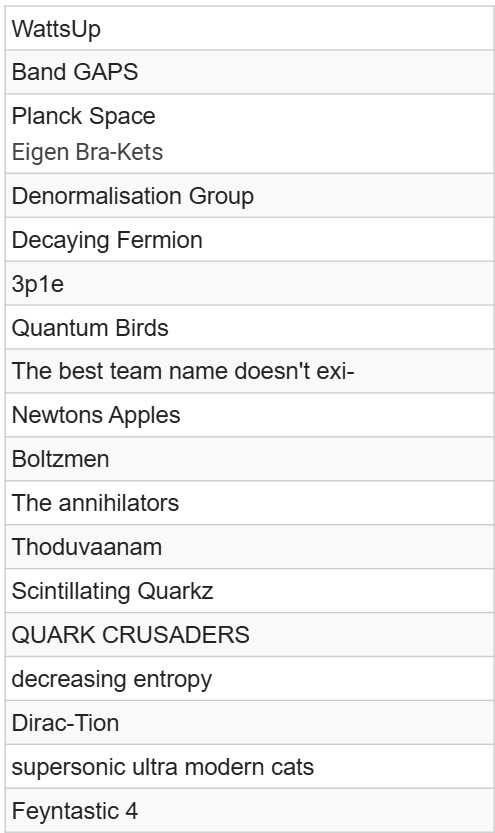 WattsUp
Band GAPS
Planck Space
Eigen Bra-Kets
Denormalisation Group
Decaying Fermion
3p1e
Quantum Birds
The best team name doesn't exi-
Newtons Apples
Boltzmen
The annihilators
Thoduvaanam
Scintillating Quarkz
QUARK CRUSADERS
decreasing entropy
Dirac-Tion
supersonic ultra modern cats
Feyntastic 4